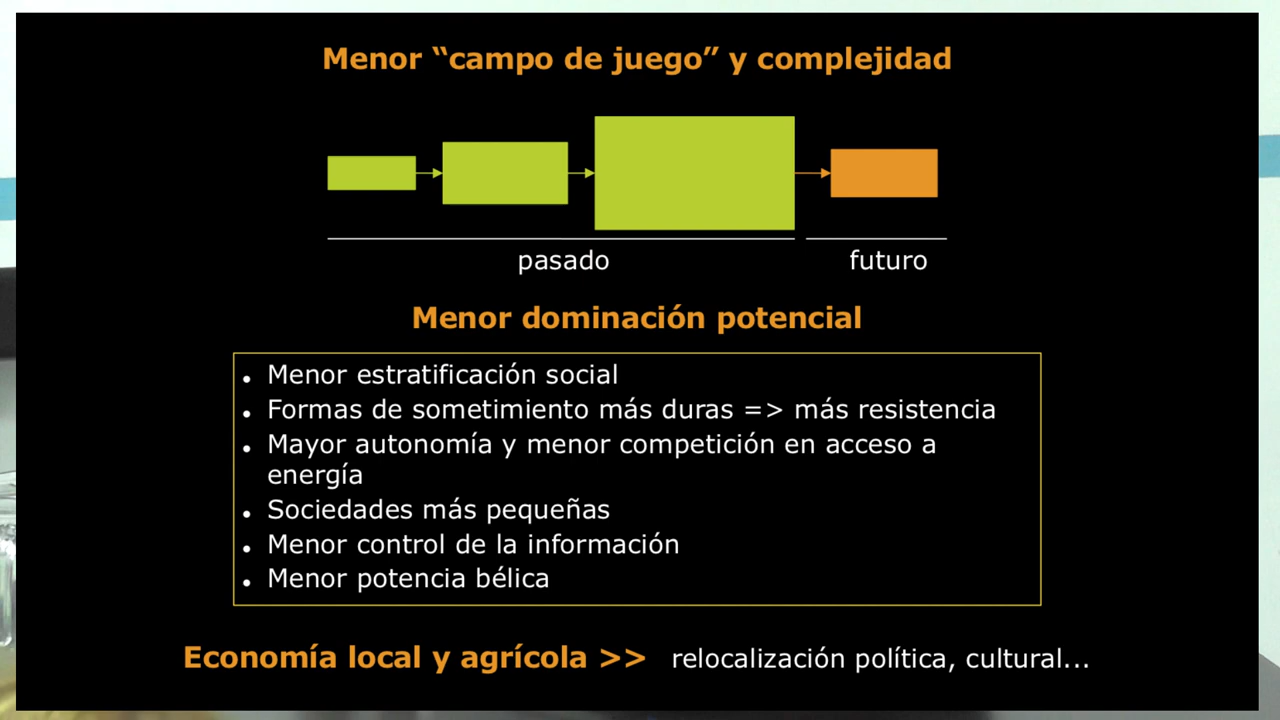 Menor “campo de juego” y complejidad
pasado
futuro
Menor dominación potencial
• Menor estratificación social
• Formas de sometimiento más duras => más resistencia
• Mayor autonomía y menor competición en acceso a
energía
• Sociedades más pequeñas
• Menor control de la información
• Menor potencia bélica
Economía local y agrícola >> relocalización política, cultural...